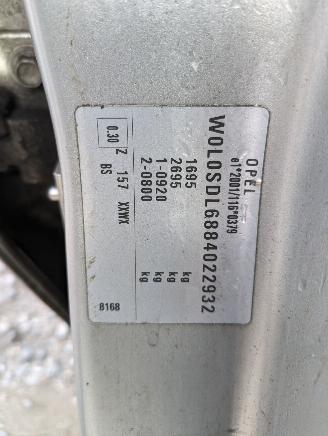 OPEL
e1*2001/116*0379
W0L0SDL6884022932
1695 kg
2695 kg
1-0920 kg
2-0800 kg
0.30 Z 157 XXWX
BS
8168